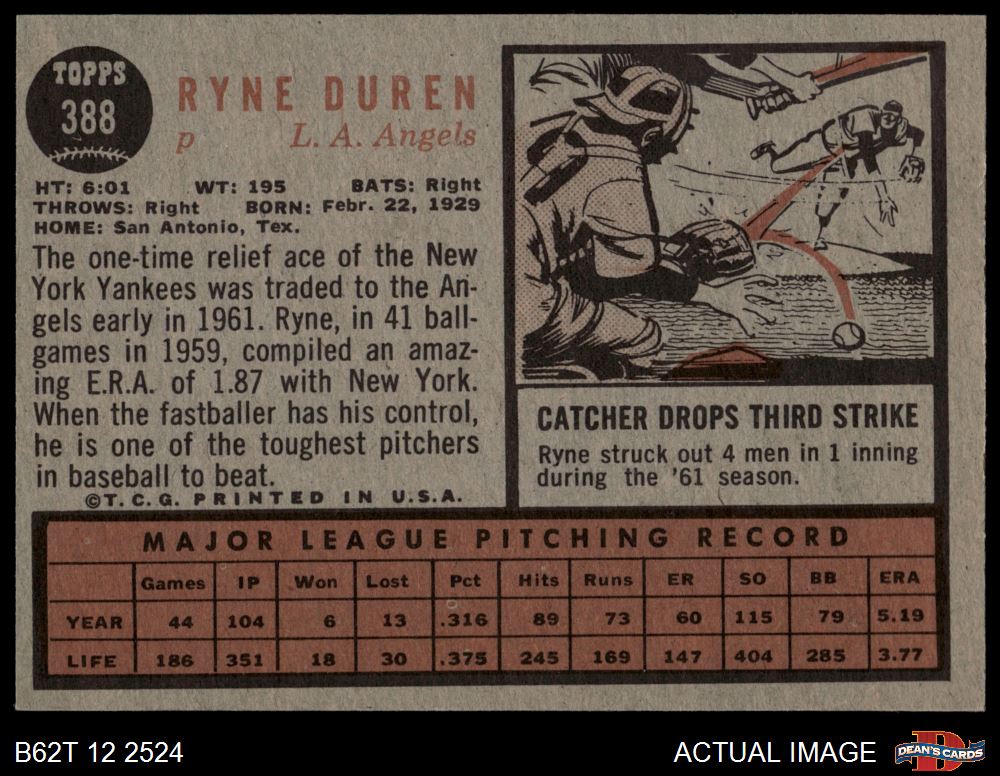 TOPPS
388
RYNE DUREN
p L. A. Angels
HT: 6:01 WT: 195 BATS: Right
THROWS: Right BORN: Febr. 22, 1929
HOME: San Antonio, Tex.
The one-time relief ace of the New
York Yankees was traded to the An-
gels early in 1961. Ryne, in 41 ball-
games in 1959, compiled an amaz-
ing E.R.A. of 1.87 with New York.
When the fastballer has his control,
he is one of the toughest pitchers
in baseball to beat.
©T.C.G. PRINTED IN U.S.A.
CATCHER DROPS THIRD STRIKE
Ryne struck out 4 men in 1 inning
during the '61 season.
MAJOR LEAGUE PITCHING RECORD
Games IP Won Lost Pct Hits Runs ER SO BB ERA
YEAR 44 104 6 13 .316 89 73 60 115 79 5.19
LIFE 186 351 18 30 .375 245 169 147 404 285 3.77
B62T 12 2524 ACTUAL IMAGE DEAN'S CARDS